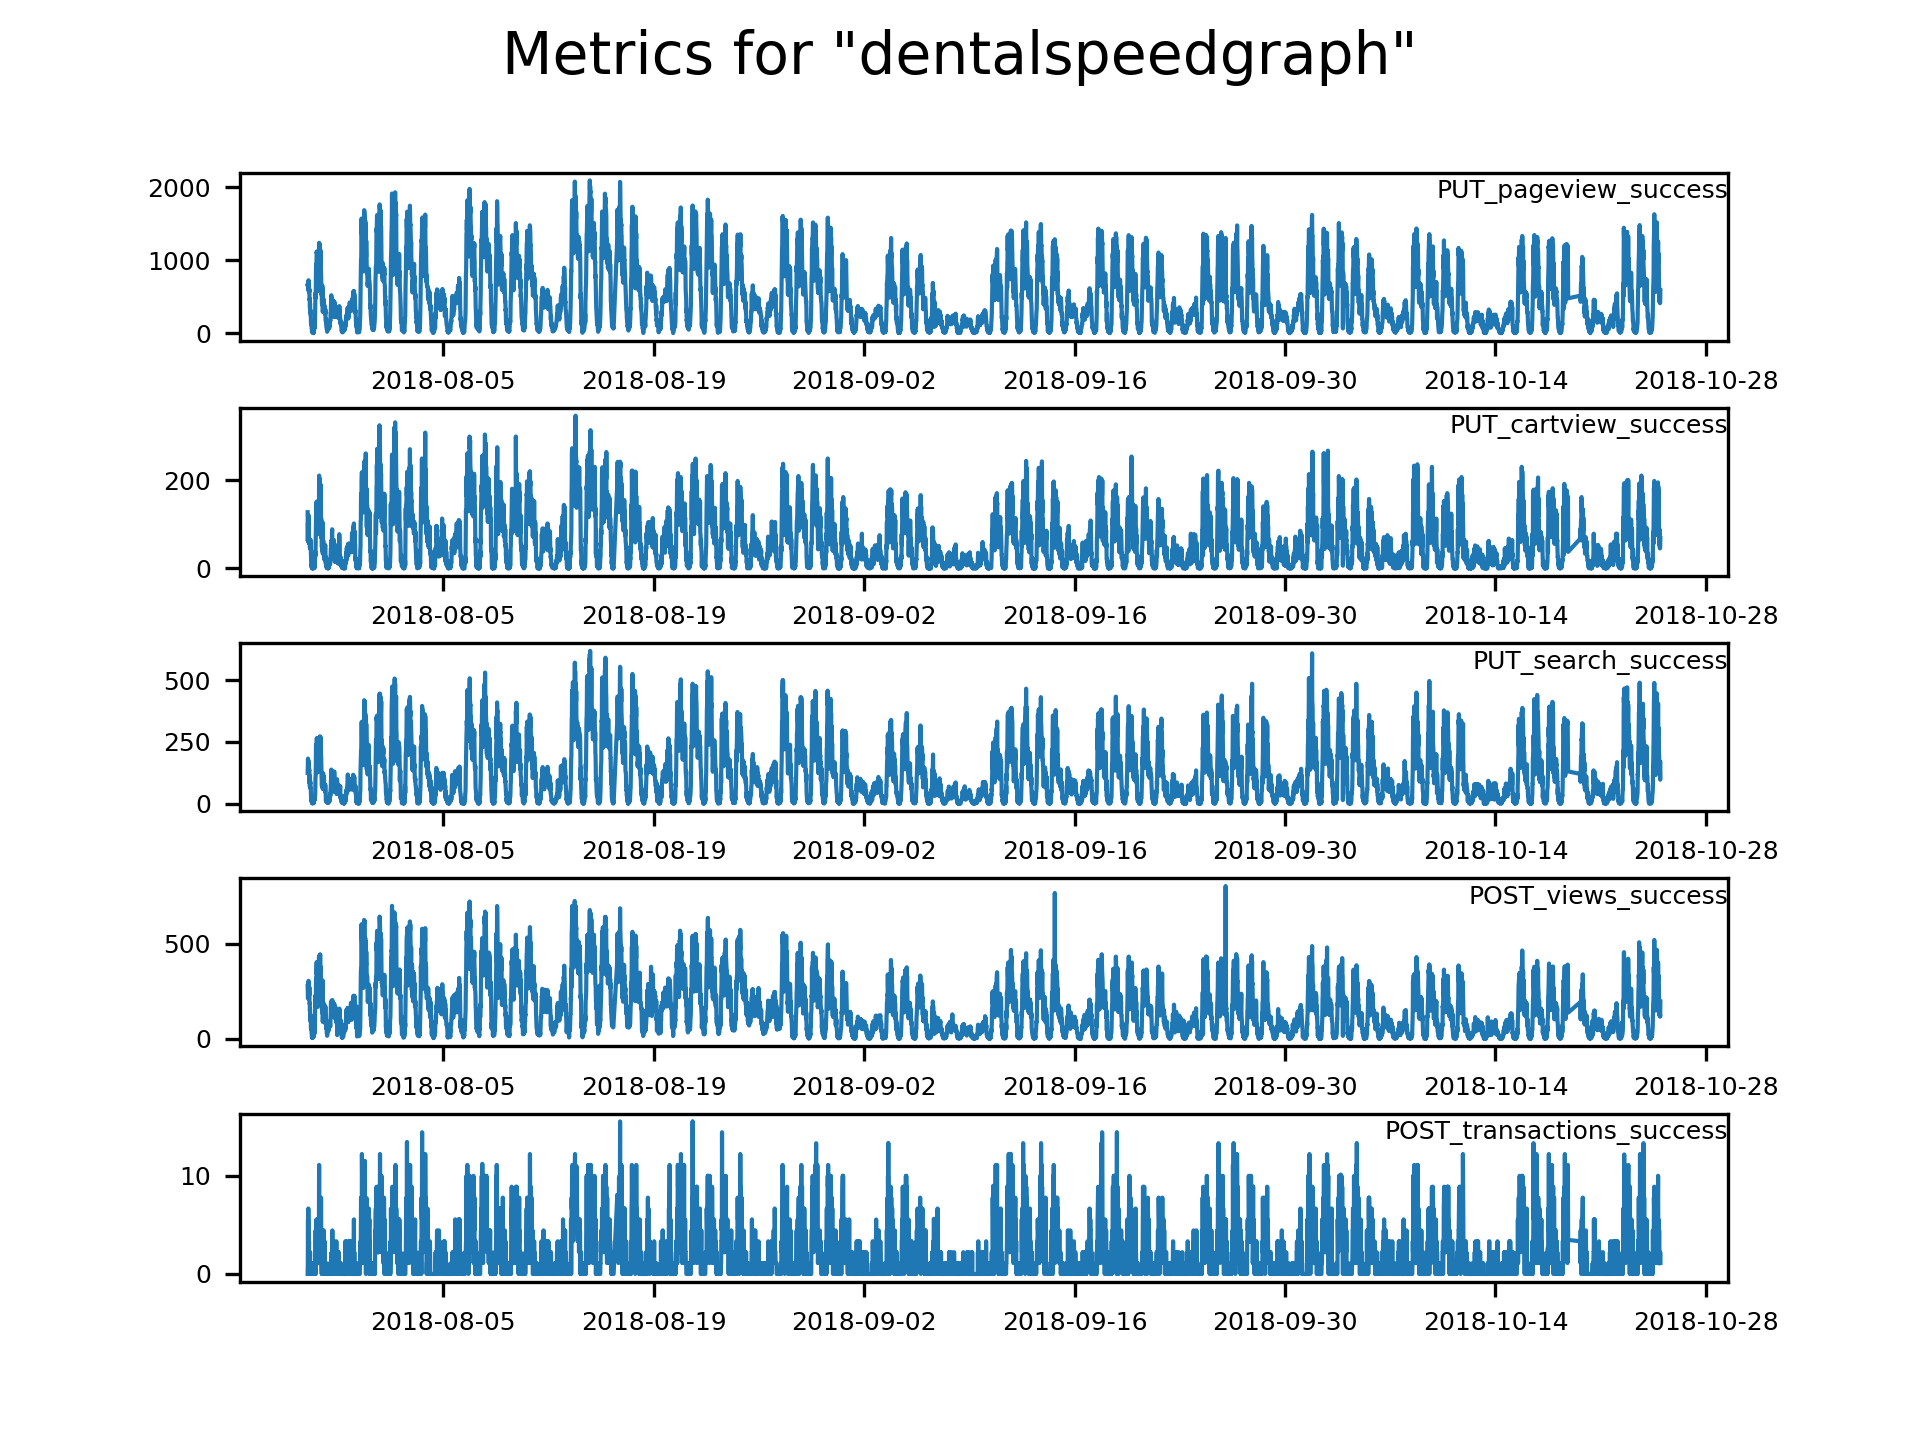 Metrics for "dentalspeedgraph"
PUT_pageview_success
2000
1000
0
2018-08-05 2018-08-19 2018-09-02 2018-09-16 2018-09-30 2018-10-14 2018-10-28
PUT_cartview_success
200
0
2018-08-05 2018-08-19 2018-09-02 2018-09-16 2018-09-30 2018-10-14 2018-10-28
PUT_search_success
500
250
0
2018-08-05 2018-08-19 2018-09-02 2018-09-16 2018-09-30 2018-10-14 2018-10-28
POST_views_success
500
0
2018-08-05 2018-08-19 2018-09-02 2018-09-16 2018-09-30 2018-10-14 2018-10-28
POST_transactions_success
10
0
2018-08-05 2018-08-19 2018-09-02 2018-09-16 2018-09-30 2018-10-14 2018-10-28